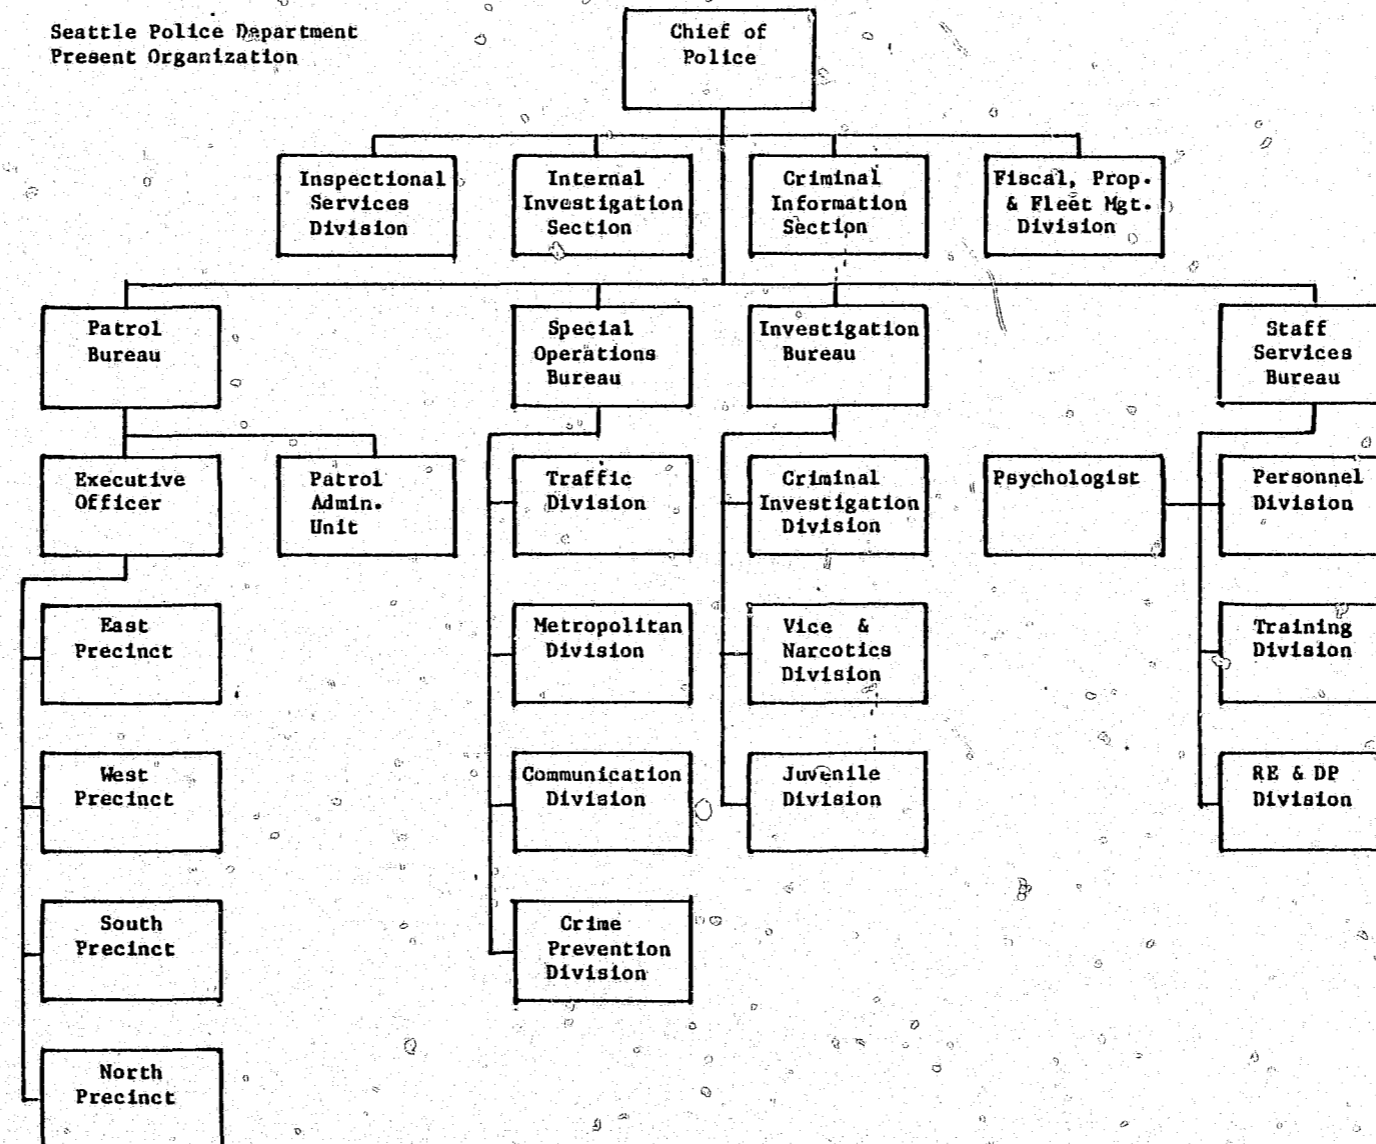 Seattle Police Department
Present Organization
Chief of
Police
Inspectional
Services
Division
Internal
Investigation
Section
Criminal
Information
Section
Fiscal, Prop.
& Fleet Mgt.
Division
Patrol
Bureau
Special
Operations
Bureau
Investigation
Bureau
Staff
Services
Bureau
Executive
Officer
Patrol
Admin.
Unit
Traffic
Division
Criminal
Investigation
Division
Psychologist
Personnel
Division
East
Precinct
Metropolitan
Division
Vice &
Narcotics
Division
Training
Division
West
Precinct
Communication
Division
Juvenile
Division
RE & DP
Division
South
Precinct
Crime
Prevention
Division
North
Precinct